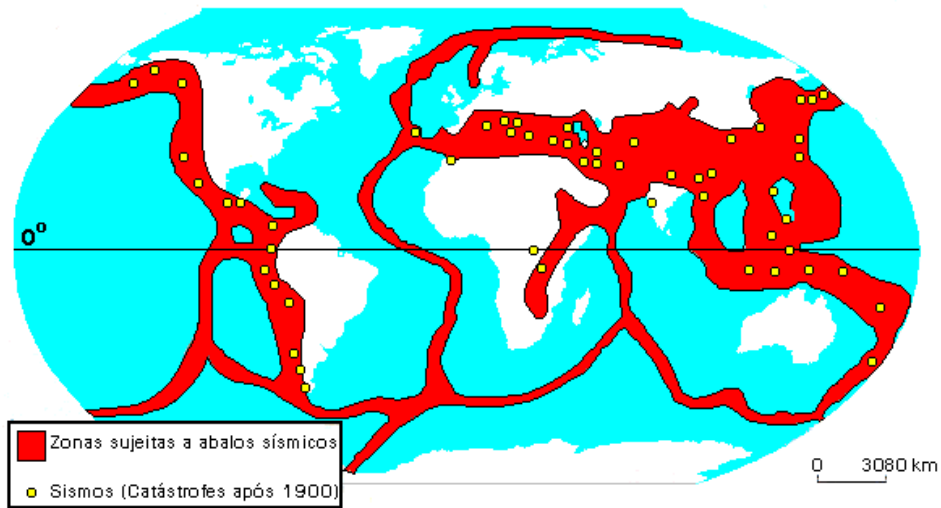 0º
Zonas sujeitas a abalos sísmicos
Sismos (Catástrofes após 1900)
0 3080 km